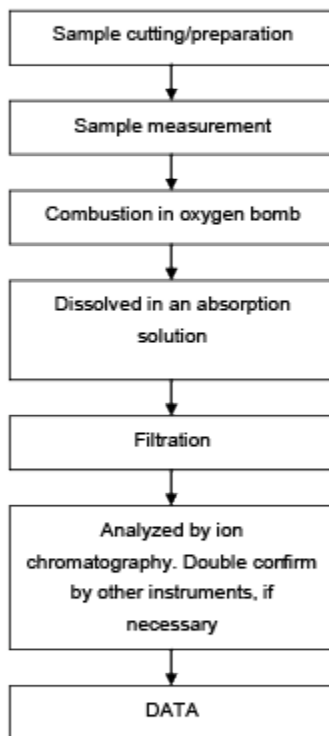 Sample cutting/preparation
Sample measurement
Combustion in oxygen bomb
Dissolved in an absorption
solution
Filtration
Analyzed by ion
chromatography. Double confirm
by other instruments, if
necessary
DATA